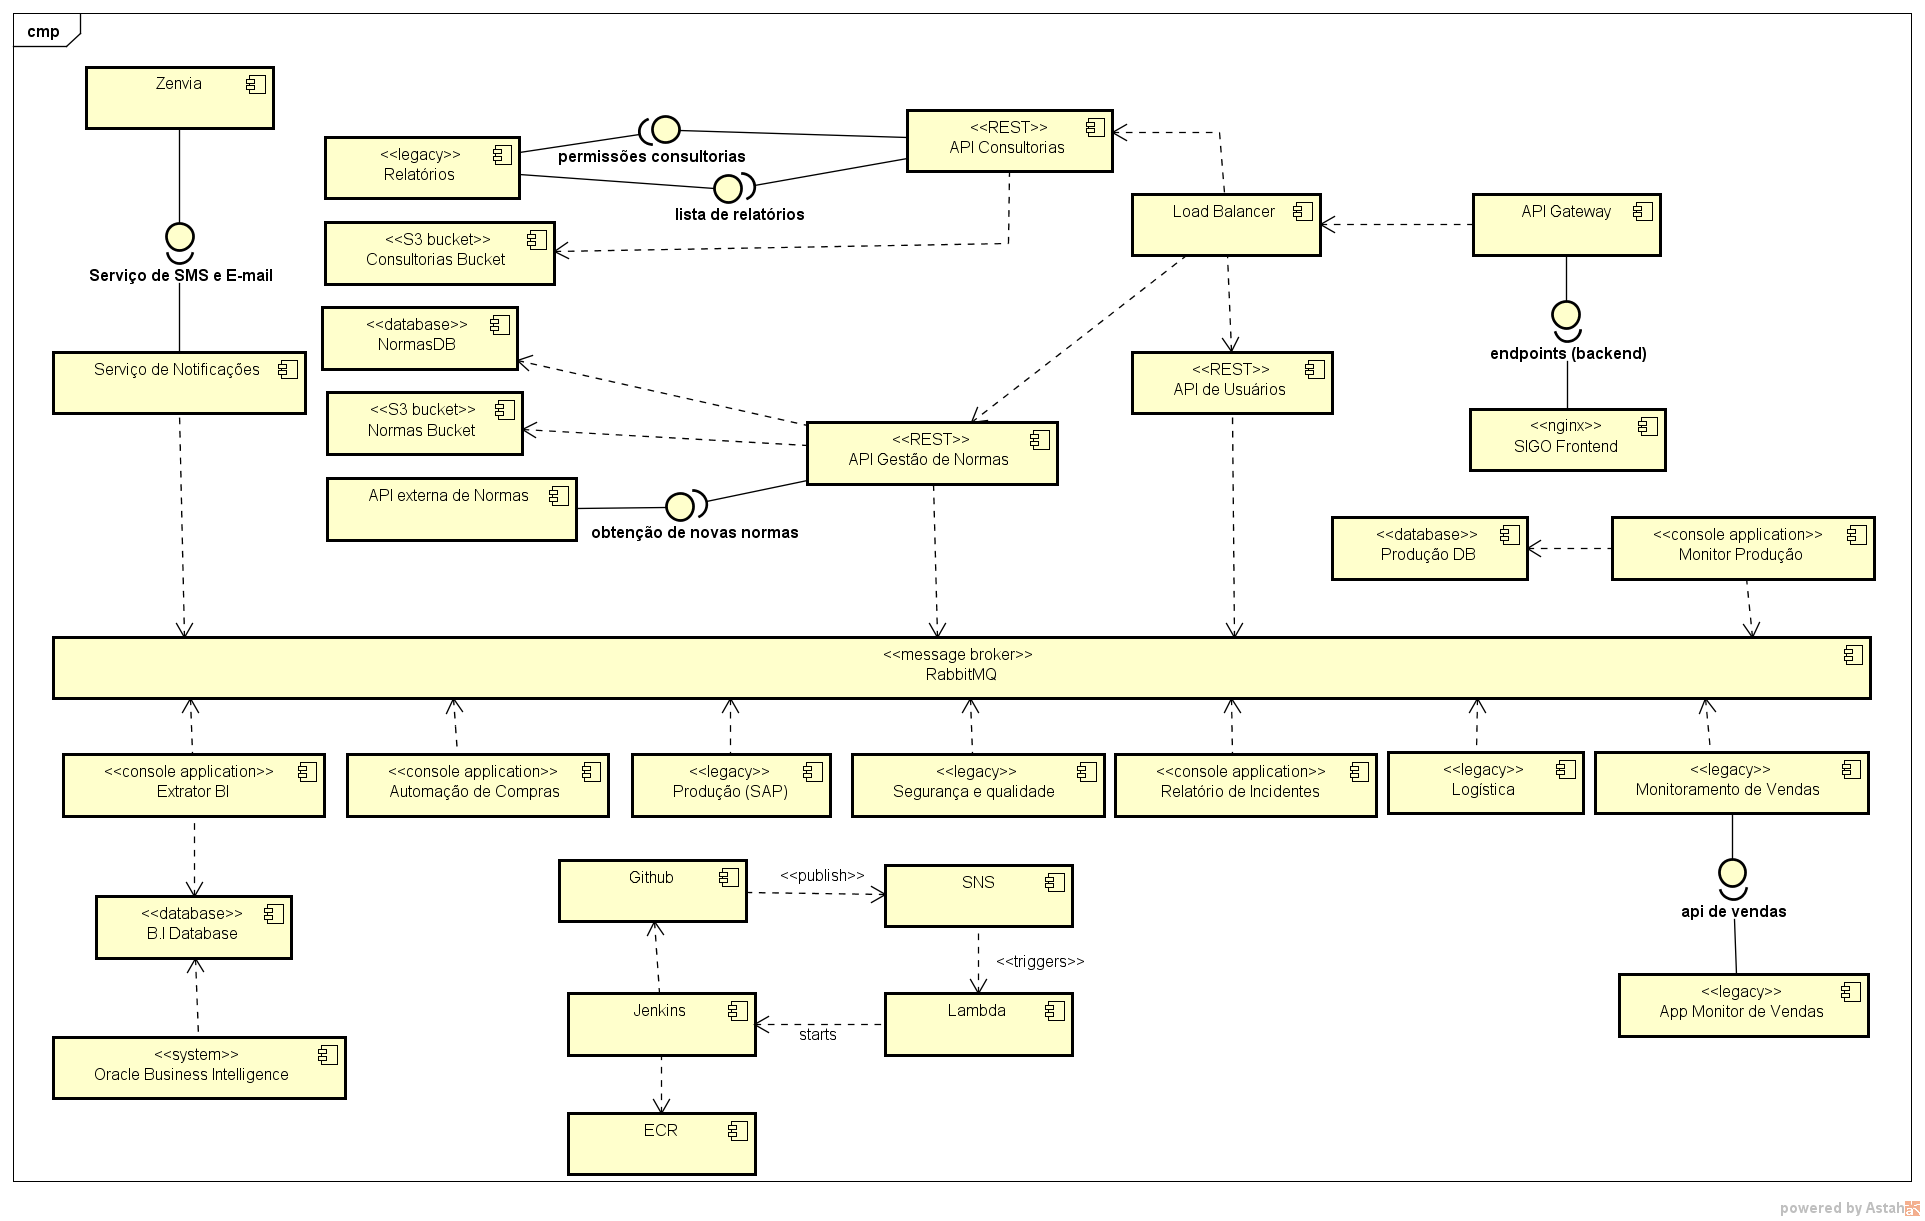 cmp
Zenvia
Serviço de SMS e E-mail
Serviço de Notificações
<<legacy>>
Relatórios
permissões consultorias
lista de relatórios
<<REST>>
API Consultorias
<<S3 bucket>>
Consultorias Bucket
<<database>>
NormasDB
<<S3 bucket>>
Normas Bucket
API externa de Normas
obtenção de novas normas
<<REST>>
API Gestão de Normas
Load Balancer
API Gateway
<<REST>>
API de Usuários
endpoints (backend)
<<nginx>>
SIGO Frontend
<<database>>
Produção DB
<<console application>>
Monitor Produção
<<message broker>>
RabbitMQ
<<console application>>
Extrator BI
<<console application>>
Automação de Compras
<<legacy>>
Produção (SAP)
<<legacy>>
Segurança e qualidade
<<console application>>
Relatório de Incidentes
<<legacy>>
Logística
<<legacy>>
Monitoramento de Vendas
<<database>>
B.I Database
<<system>>
Oracle Business Intelligence
Github
<<publish>>
SNS
<<triggers>>
Jenkins
starts
Lambda
ECR
api de vendas
<<legacy>>
App Monitor de Vendas
powered by Astah